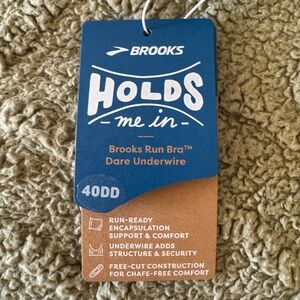 BROOKS
HOLDS
me in
Brooks Run Bra™
Dare Underwire
40DD
RUN-READY
ENCAPSULATION
SUPPORT & COMFORT
UNDERWIRE ADDS
STRUCTURE & SECURITY
FREE-CUT CONSTRUCTION
FOR CHAFE-FREE COMFORT